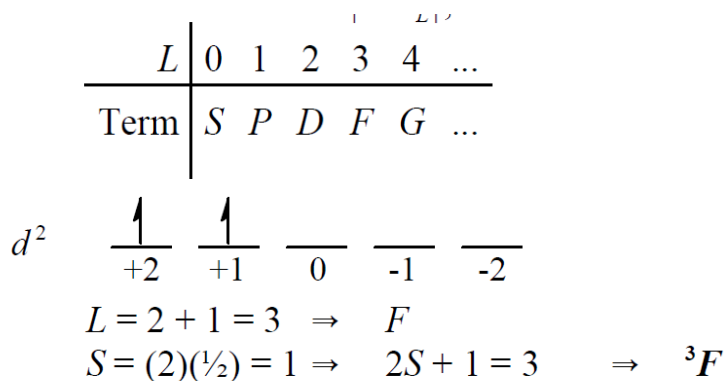 L 0 1 2 3 4 ...
Term S P D F G ...
d² +2 +1 0 -1 -2
L = 2 + 1 = 3 ⇒ F
S = (2)(½) = 1 ⇒ 2S + 1 = 3 ⇒ ³F